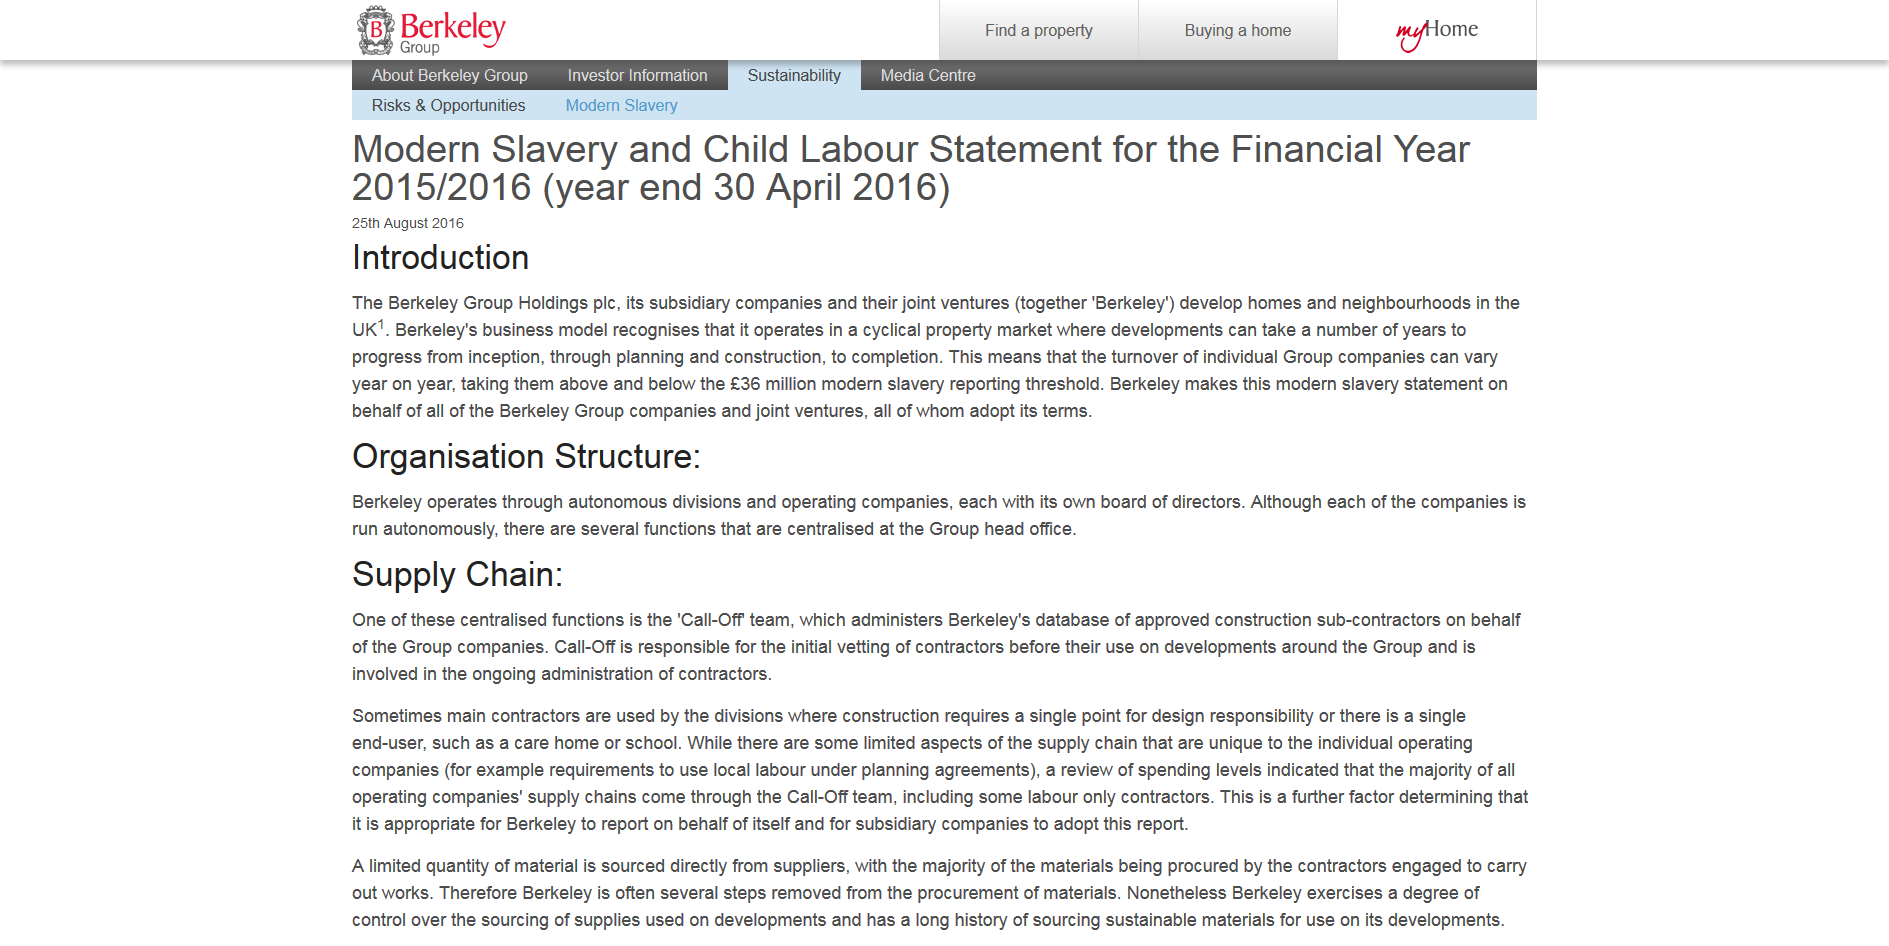 B Berkeley
Group
Find a property
Buying a home
myHome
About Berkeley Group
Investor Information
Sustainability
Media Centre
Risks & Opportunities
Modern Slavery
Modern Slavery and Child Labour Statement for the Financial Year
2015/2016 (year end 30 April 2016)
25th August 2016
Introduction
The Berkeley Group Holdings plc, its subsidiary companies and their joint ventures (together 'Berkeley') develop homes and neighbourhoods in the
UK1. Berkeley's business model recognises that it operates in a cyclical property market where developments can take a number of years to
progress from inception, through planning and construction, to completion. This means that the turnover of individual Group companies can vary
year on year, taking them above and below the £36 million modern slavery reporting threshold. Berkeley makes this modern slavery statement on
behalf of all of the Berkeley Group companies and joint ventures, all of whom adopt its terms.
Organisation Structure:
Berkeley operates through autonomous divisions and operating companies, each with its own board of directors. Although each of the companies is
run autonomously, there are several functions that are centralised at the Group head office.
Supply Chain:
One of these centralised functions is the 'Call-Off' team, which administers Berkeley's database of approved construction sub-contractors on behalf
of the Group companies. Call-Off is responsible for the initial vetting of contractors before their use on developments around the Group and is
involved in the ongoing administration of contractors.
Sometimes main contractors are used by the divisions where construction requires a single point for design responsibility or there is a single
end-user, such as a care home or school. While there are some limited aspects of the supply chain that are unique to the individual operating
companies (for example requirements to use local labour under planning agreements), a review of spending levels indicated that the majority of all
operating companies' supply chains come through the Call-Off team, including some labour only contractors. This is a further factor determining that
it is appropriate for Berkeley to report on behalf of itself and for subsidiary companies to adopt this report.
A limited quantity of material is sourced directly from suppliers, with the majority of the materials being procured by the contractors engaged to carry
out works. Therefore Berkeley is often several steps removed from the procurement of materials. Nonetheless Berkeley exercises a degree of
control over the sourcing of supplies used on developments and has a long history of sourcing sustainable materials for use on its developments.